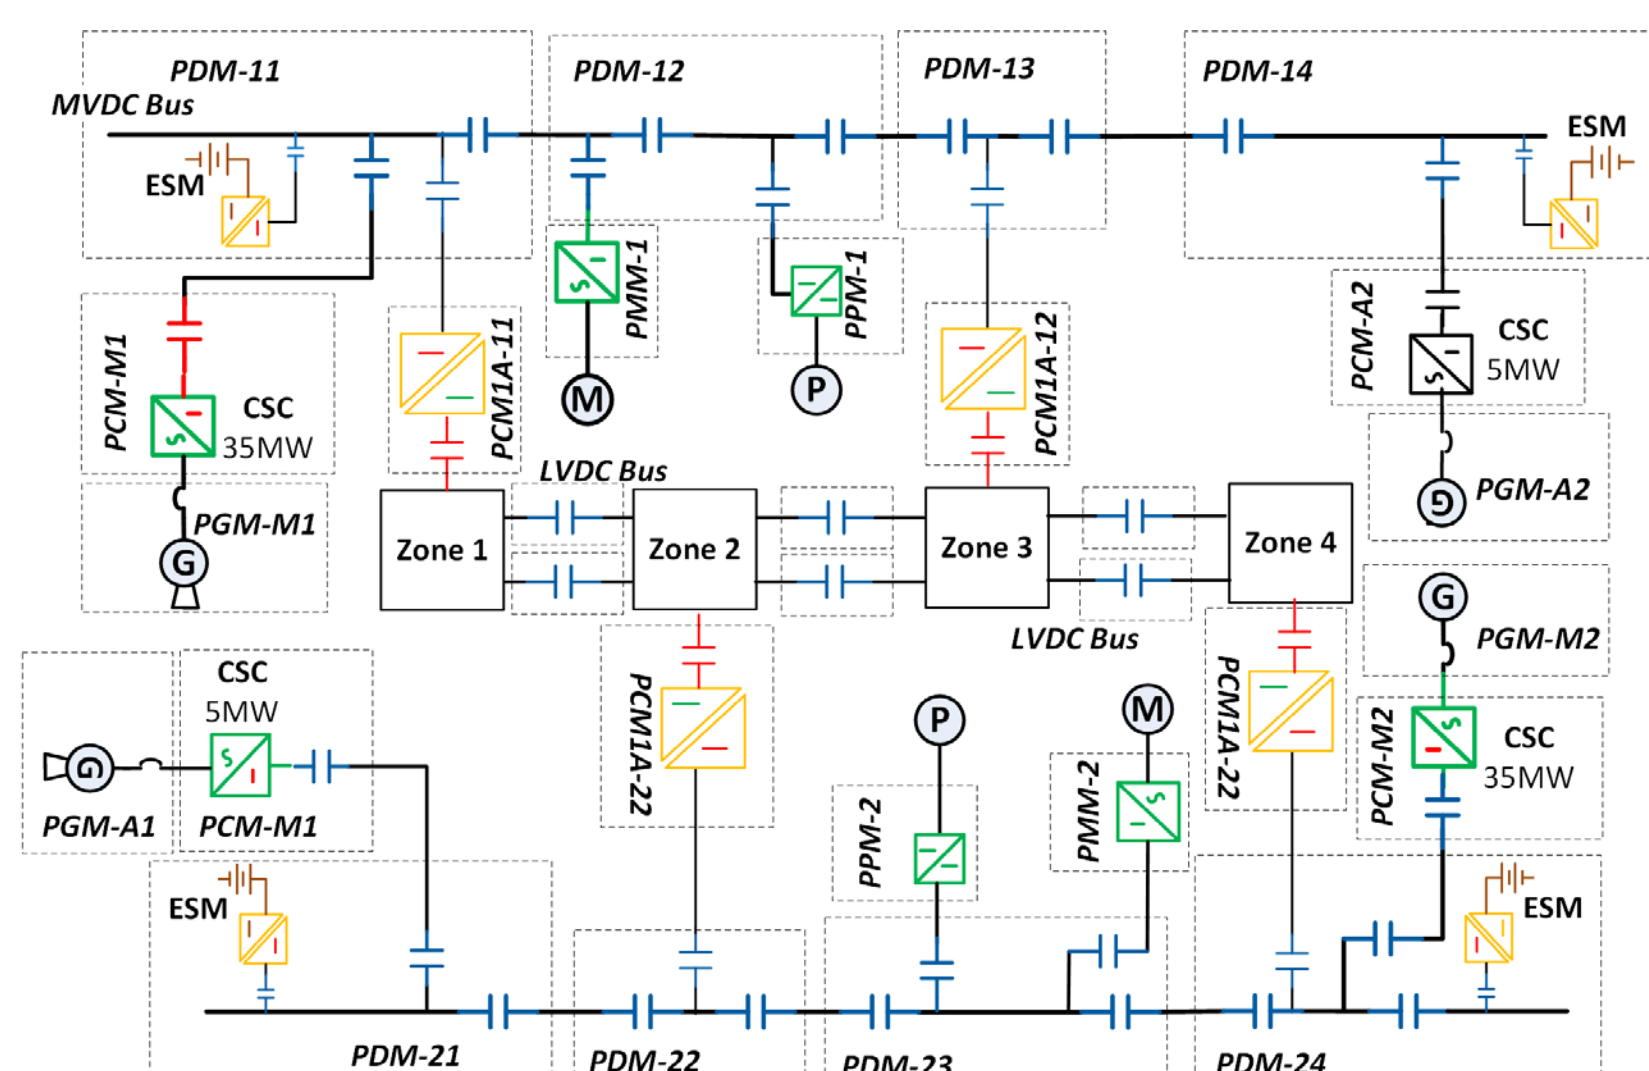 PDM-11
PDM-12
PDM-13
PDM-14
MVDC Bus
ESM
ESM
PCM-M1
CSC
35MW
PCM1A-11
PMM-1
PPM-1
PCM1A-12
PCM-A2
CSC
5MW
M
P
PGM-M1
G
LVDC Bus
PGM-A2
G
Zone 1
Zone 2
Zone 3
Zone 4
LVDC Bus
G
PGM-M2
CSC
5MW
G
PGM-A1
PCM-M1
PCM1A-22
P
M
PPM-2
PMM-2
PCM1A-22
PCM-M2
CSC
35MW
ESM
ESM
PDM-21
PDM-22
PDM-23
PDM-24